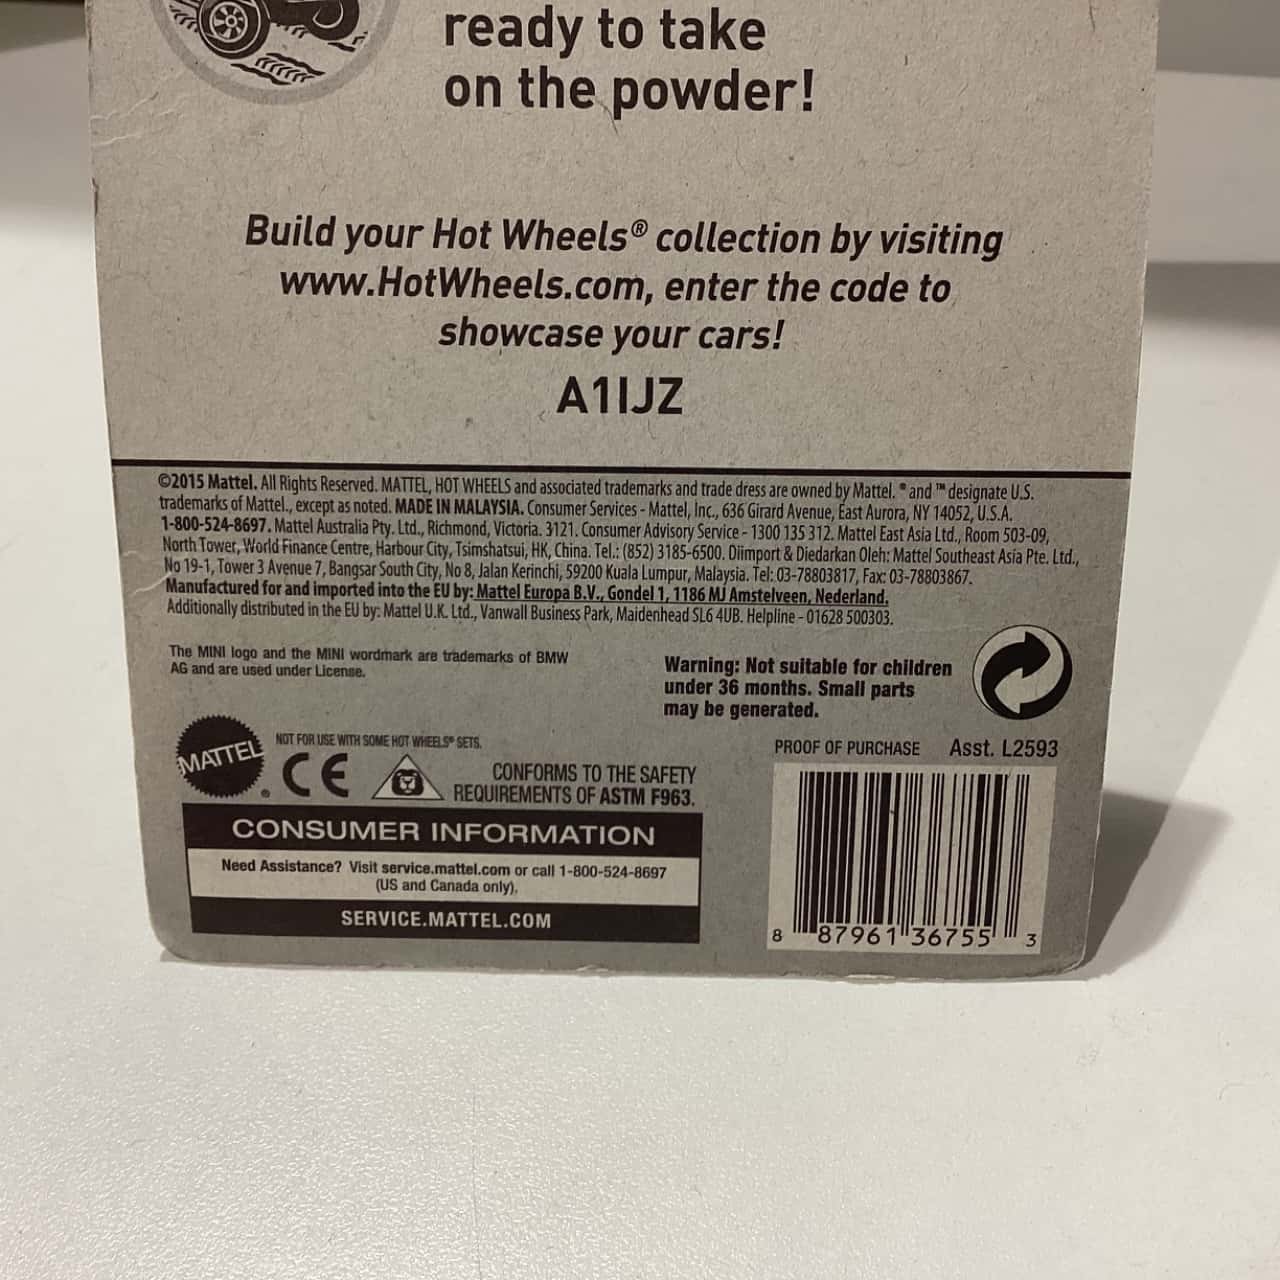 ready to take
on the powder!
Build your Hot Wheels® collection by visiting
www.HotWheels.com, enter the code to
showcase your cars!
A1IJZ
©2015 Mattel. All Rights Reserved. MATTEL, HOT WHEELS and associated trademarks and trade dress are owned by Mattel. ® and ™ designate U.S.
trademarks of Mattel., except as noted. MADE IN MALAYSIA. Consumer Services - Mattel, Inc., 636 Girard Avenue, East Aurora, NY 14052, U.S.A.
1-800-524-8697. Mattel Australia Pty. Ltd., Richmond, Victoria. 3121. Consumer Advisory Service - 1300 135 312. Mattel East Asia Ltd., Room 503-09,
North Tower, World Finance Centre, Harbour City, Tsimshatsui, HK, China. Tel.: (852) 3185-6500. Diimport & Diedarkan Oleh: Mattel Southeast Asia Pte. Ltd.,
No 19-1, Tower 3 Avenue 7, Bangsar South City, No 8, Jalan Kerinchi, 59200 Kuala Lumpur, Malaysia. Tel: 03-78803817, Fax: 03-78803867.
Manufactured for and imported into the EU by: Mattel Europa B.V., Gondel 1, 1186 MJ Amstelveen, Nederland.
Additionally distributed in the EU by: Mattel U.K. Ltd., Vanwall Business Park, Maidenhead SL6 4UB. Helpline - 01628 500303.
The MINI logo and the MINI wordmark are trademarks of BMW
AG and are used under License.
Warning: Not suitable for children
under 36 months. Small parts
may be generated.
MATTEL®
NOT FOR USE WITH SOME HOT WHEELS® SETS.
CE
CONFORMS TO THE SAFETY
REQUIREMENTS OF ASTM F963.
PROOF OF PURCHASE Asst. L2593
CONSUMER INFORMATION
Need Assistance? Visit service.mattel.com or call 1-800-524-8697
(US and Canada only).
SERVICE.MATTEL.COM
8 87961 36755 3